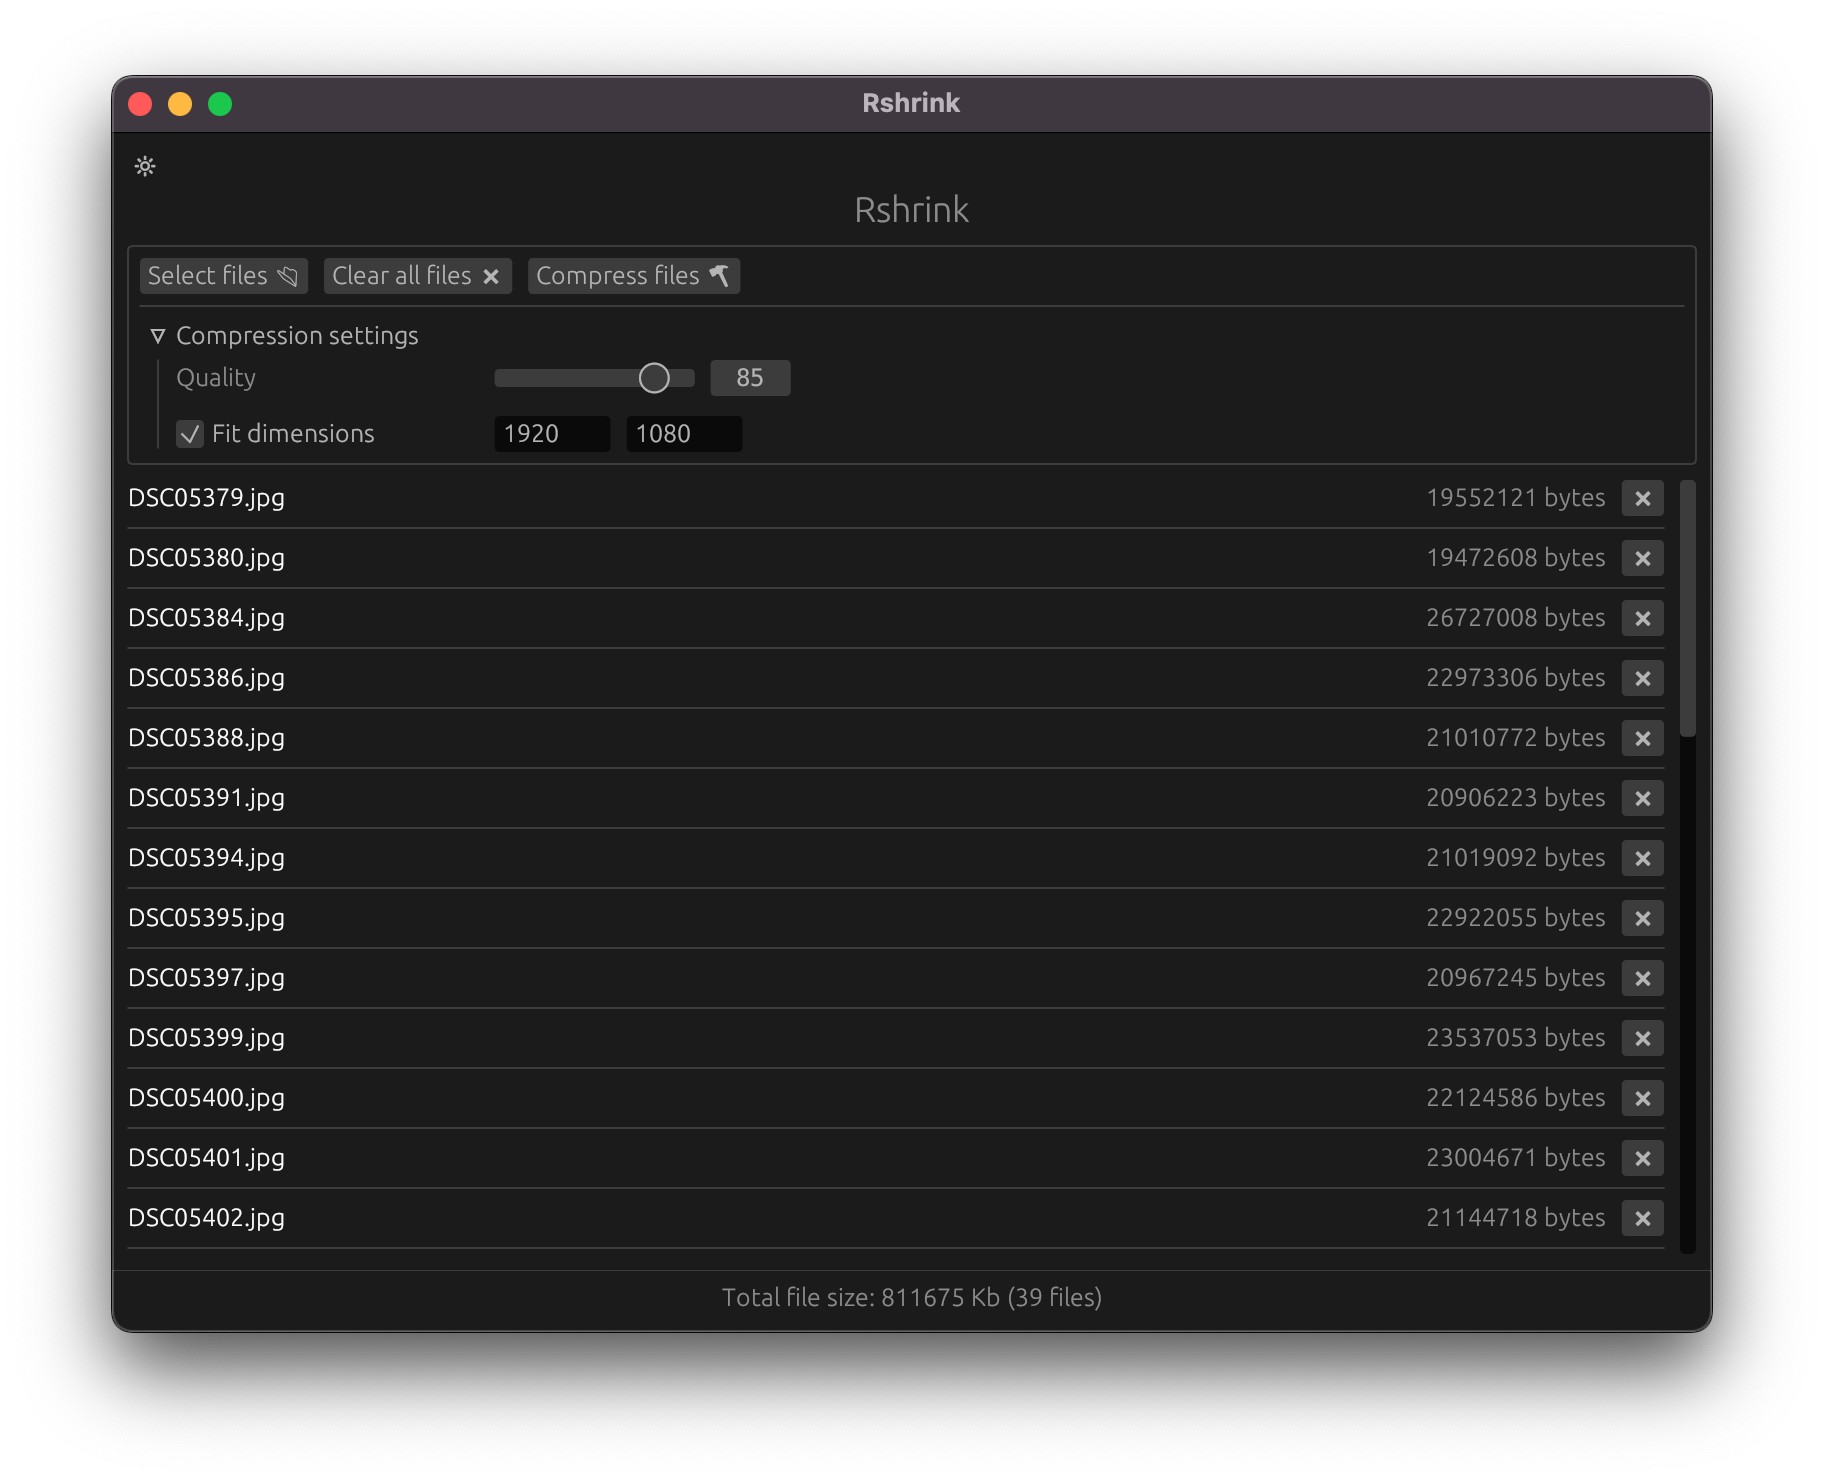 Rshrink
Rshrink
Select files Clear all files Compress files
Compression settings
Quality 85
Fit dimensions 1920 1080
DSC05379.jpg 19552121 bytes
DSC05380.jpg 19472608 bytes
DSC05384.jpg 26727008 bytes
DSC05386.jpg 22973306 bytes
DSC05388.jpg 21010772 bytes
DSC05391.jpg 20906223 bytes
DSC05394.jpg 21019092 bytes
DSC05395.jpg 22922055 bytes
DSC05397.jpg 20967245 bytes
DSC05399.jpg 23537053 bytes
DSC05400.jpg 22124586 bytes
DSC05401.jpg 23004671 bytes
DSC05402.jpg 21144718 bytes
Total file size: 811675 Kb (39 files)